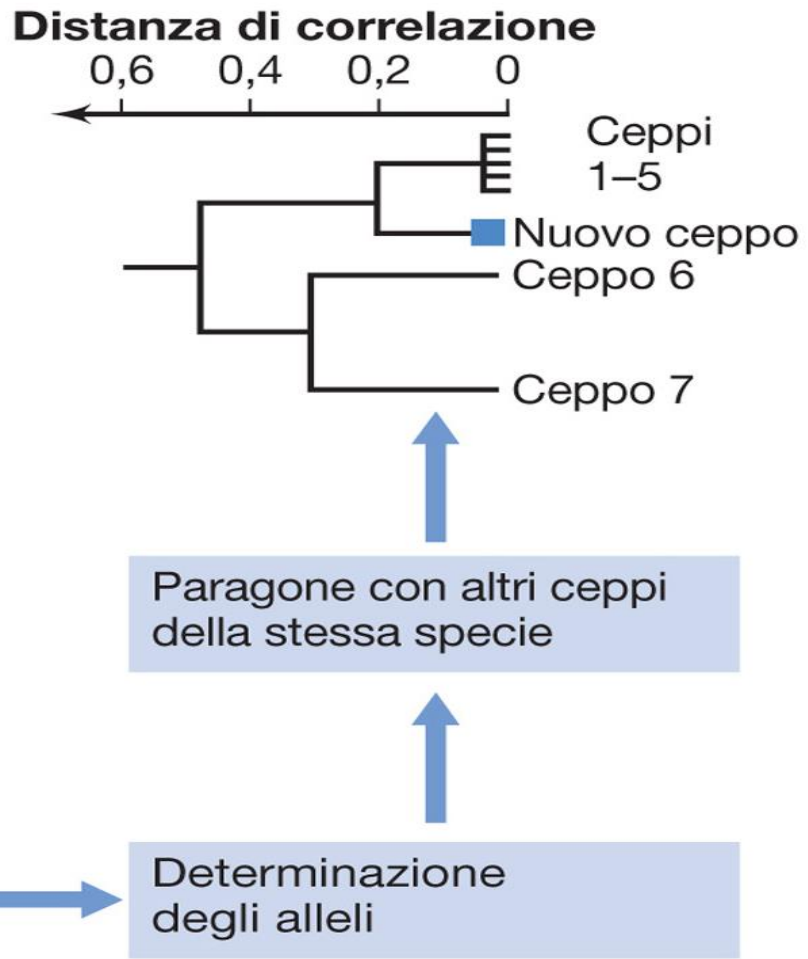 Distanza di correlazione
0,6 0,4 0,2 0
Ceppi
1–5
Nuovo ceppo
Ceppo 6
Ceppo 7
Paragone con altri ceppi
della stessa specie
Determinazione
degli alleli